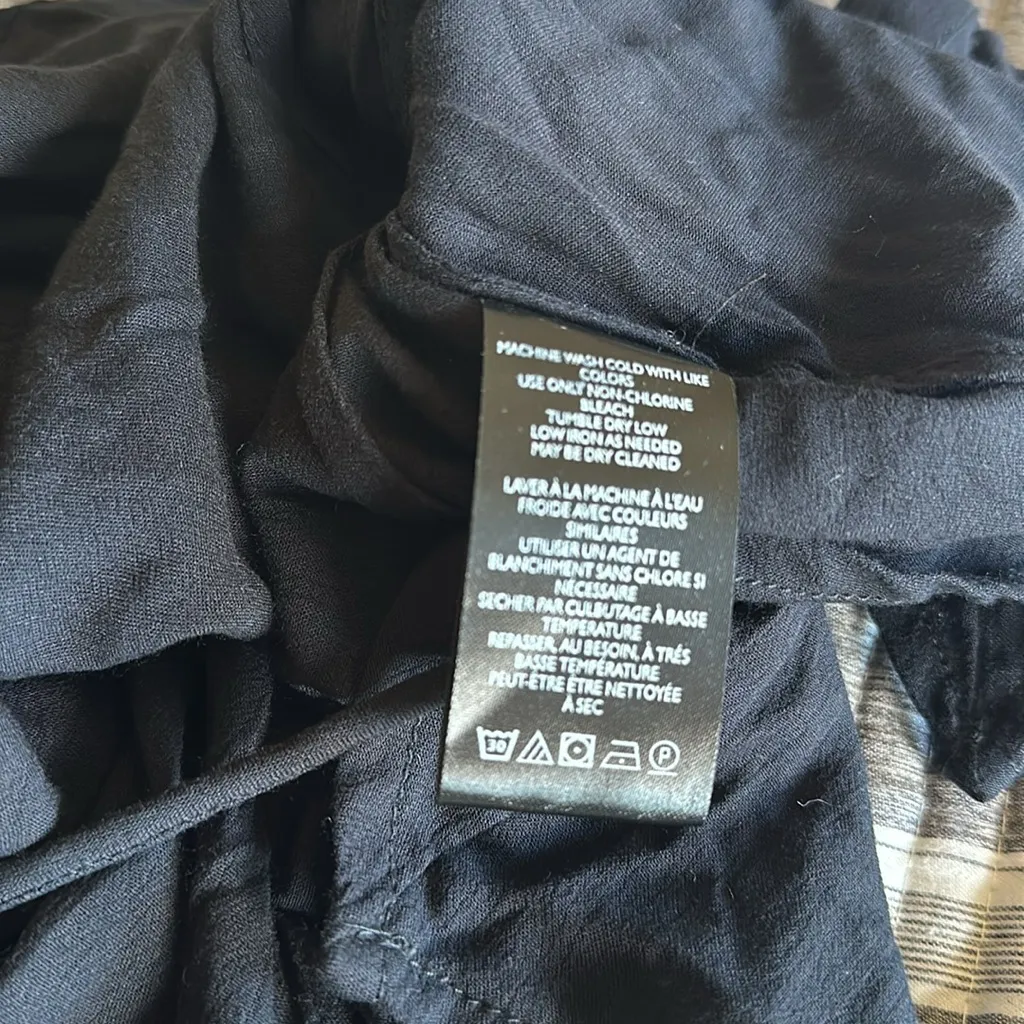 MACHINE WASH COLD WITH LIKE
COLORS
USE ONLY NON-CHLORINE
BLEACH
TUMBLE DRY LOW
LOW IRON AS NEEDED
MAY BE DRY CLEANED
LAVER À LA MACHINE À L'EAU
FROIDE AVEC COULEURS
SIMILAIRES
UTILISER UN AGENT DE
BLANCHIMENT SANS CHLORE SI
NÉCESSAIRE
SECHER PAR CULBUTAGE À BASSE
TEMPERATURE
REPASSER, AU BESOIN, À TRÉS
BASSE TEMPÉRATURE
PEUT-ÊTRE ÊTRE NETTOYÉE
À SEC
30 P